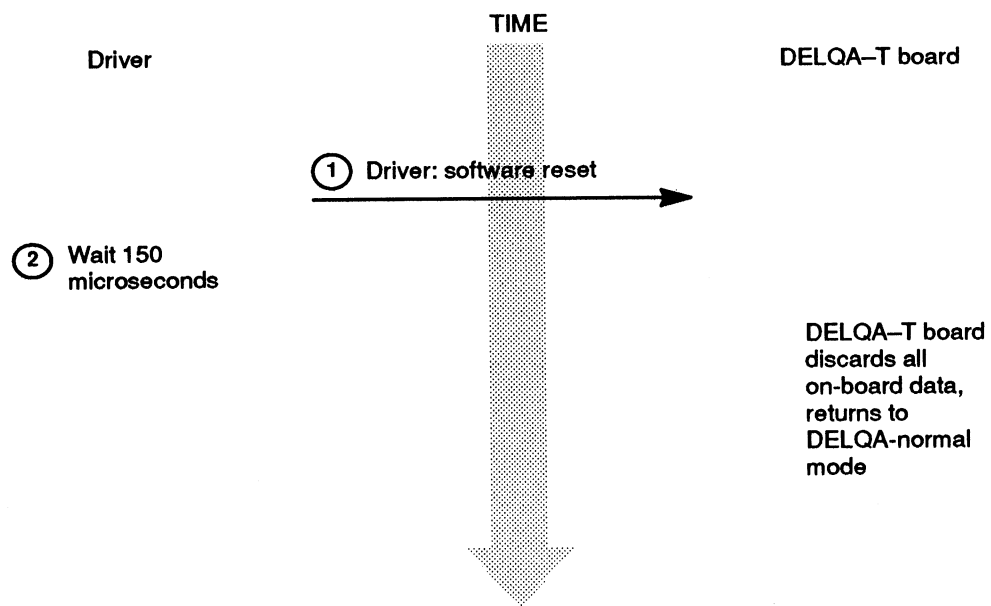 TIME
Driver
DELQA–T board
1 Driver: software reset
2 Wait 150
microseconds
DELQA–T board
discards all
on-board data,
returns to
DELQA-normal
mode